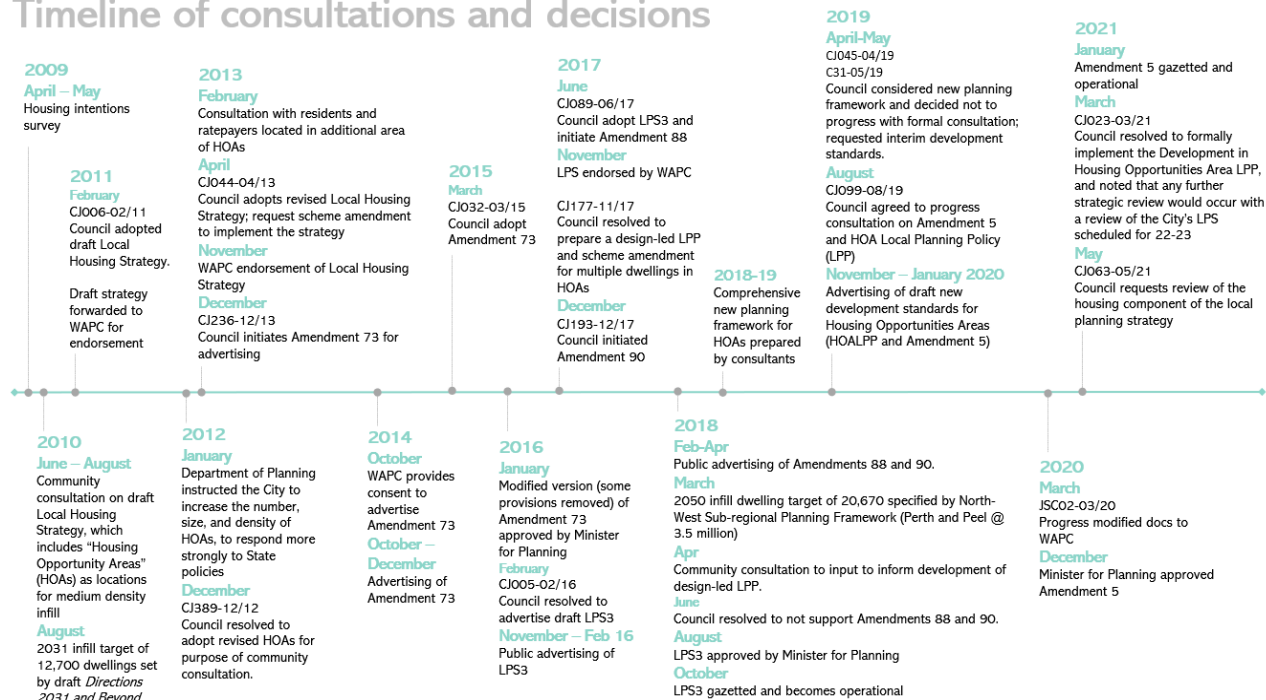 Timeline of consultations and decisions
2009
April – May
Housing intentions
survey
2011
February
CJ006-02/11
Council adopted
draft Local
Housing Strategy.
Draft strategy
forwarded to
WAPC for
endorsement
2013
February
Consultation with residents and
ratepayers located in additional area
of HOAs
April
CJ044-04/13
Council adopts revised Local Housing
Strategy; request scheme amendment
to implement the strategy
November
WAPC endorsement of Local Housing
Strategy
December
CJ236-12/13
Council initiates Amendment 73 for
advertising
2015
March
CJ032-03/15
Council adopt
Amendment 73
2017
June
CJ089-06/17
Council adopt LPS3 and
initiate Amendment 88
November
LPS endorsed by WAPC
CJ177-11/17
Council resolved to
prepare a design-led LPP
and scheme amendment
for multiple dwellings in
HOAs
December
CJ193-12/17
Council initiated
Amendment 90
2018-19
Comprehensive
new planning
framework for
HOAs prepared
by consultants
2019
April-May
CJ045-04/19
C31-05/19
Council considered new planning
framework and decided not to
progress with formal consultation;
requested interim development
standards.
August
CJ099-08/19
Council agreed to progress
consultation on Amendment 5
and HOA Local Planning Policy
(LPP)
November – January 2020
Advertising of draft new
development standards for
Housing Opportunities Areas
(HOALPP and Amendment 5)
2021
January
Amendment 5 gazetted and
operational
March
CJ023-03/21
Council resolved to formally
implement the Development in
Housing Opportunities Area LPP,
and noted that any further
strategic review would occur with
a review of the City's LPS
scheduled for 22-23
May
CJ063-05/21
Council requests review of the
housing component of the local
planning strategy
2010
June – August
Community
consultation on draft
Local Housing
Strategy, which
includes "Housing
Opportunity Areas"
(HOAs) as locations
for medium density
infill
August
2031 infill target of
12,700 dwellings set
by draft Directions
2031 and Beyond
2012
January
Department of Planning
instructed the City to
increase the number,
size, and density of
HOAs, to respond more
strongly to State
policies
December
CJ389-12/12
Council resolved to
adopt revised HOAs for
purpose of community
consultation.
2014
October
WAPC provides
consent to
advertise
Amendment 73
October –
December
Advertising of
Amendment 73
2016
January
Modified version (some
provisions removed) of
Amendment 73
approved by Minister
for Planning
February
CJ005-02/16
Council resolved to
advertise draft LPS3
November – Feb 16
Public advertising of
LPS3
2018
Feb-Apr
Public advertising of Amendments 88 and 90.
March
2050 infill dwelling target of 20,670 specified by North-
West Sub-regional Planning Framework (Perth and Peel @
3.5 million)
Apr
Community consultation to input to inform development of
design-led LPP.
June
Council resolved to not support Amendments 88 and 90.
August
LPS3 approved by Minister for Planning
October
LPS3 gazetted and becomes operational
2020
March
JSC02-03/20
Progress modified docs to
WAPC
December
Minister for Planning approved
Amendment 5